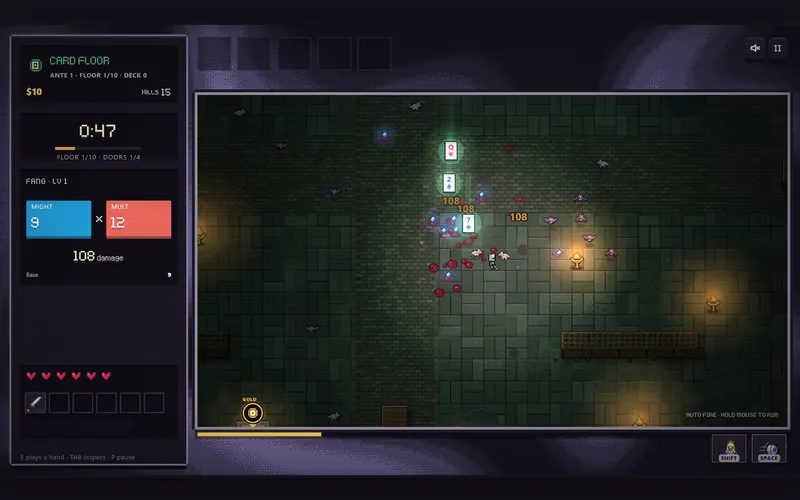 CARD FLOOR
ANTE 1 · FLOOR 1/10 · DECK 0
$10
KILLS 15
0:47
FLOOR 1/10 · DOORS 1/4
FANG · LV 1
MIGHT
9
×
MULT
12
108 damage
Base 9
E plays a hand · TAB inspect · P pause
Q
2
108
108
7
108
GOLD
AUTO FIRE · HOLD MOUSE TO AIM
SHIFT
SPACE